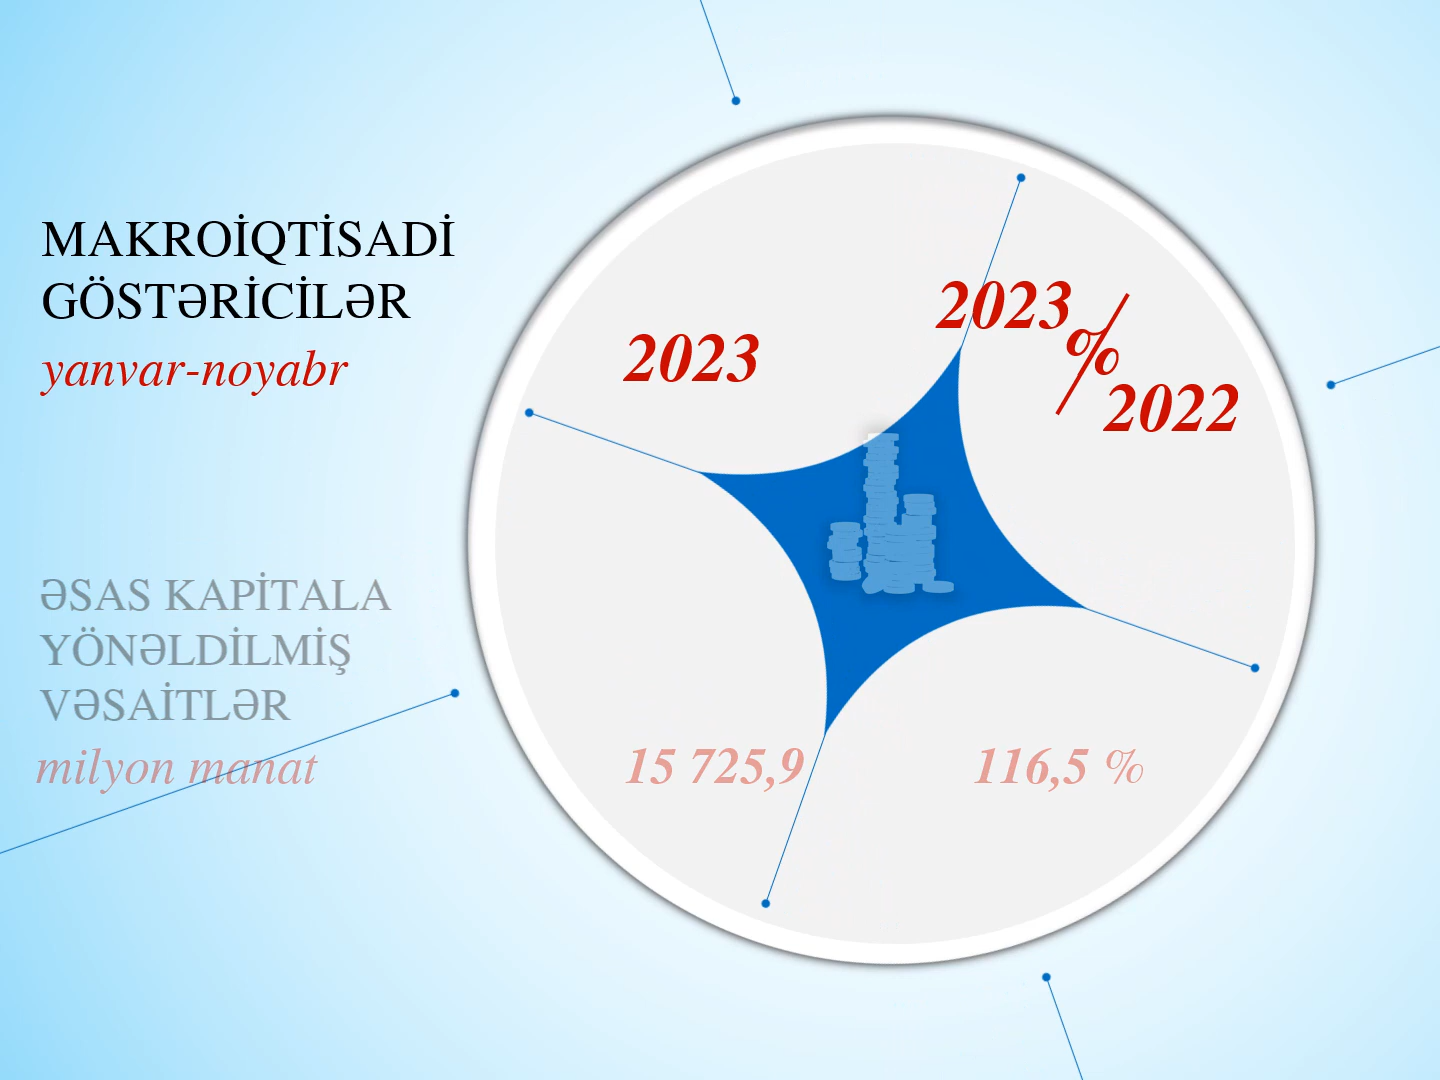 MAKROİQTİSADİ
GÖSTƏRİCİLƏR
yanvar-noyabr
2023
2023
%
2022
ƏSAS KAPİTALA
YÖNƏLDİLMİŞ
VƏSAİTLƏR
milyon manat
15 725,9
116,5 %